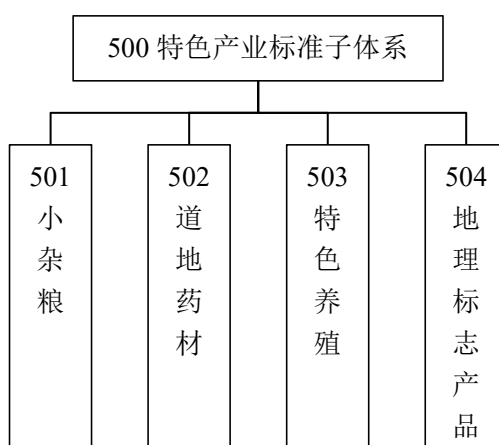 500 特色产业标准子体系
501
小
杂
粮
502
道
地
药
材
503
特
色
养
殖
504
地
理
标
志
产
品